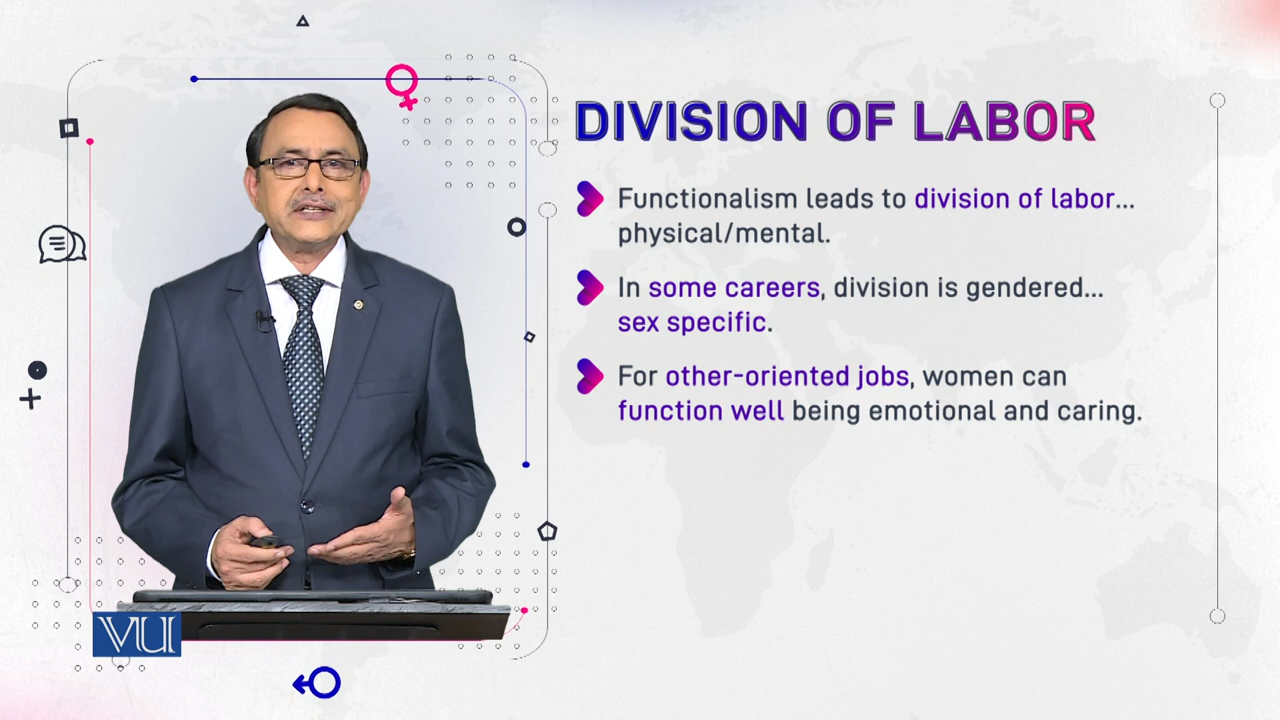 DIVISION OF LABOR
Functionalism leads to division of labor...
physical/mental.
In some careers, division is gendered...
sex specific.
For other-oriented jobs, women can
function well being emotional and caring.
VU